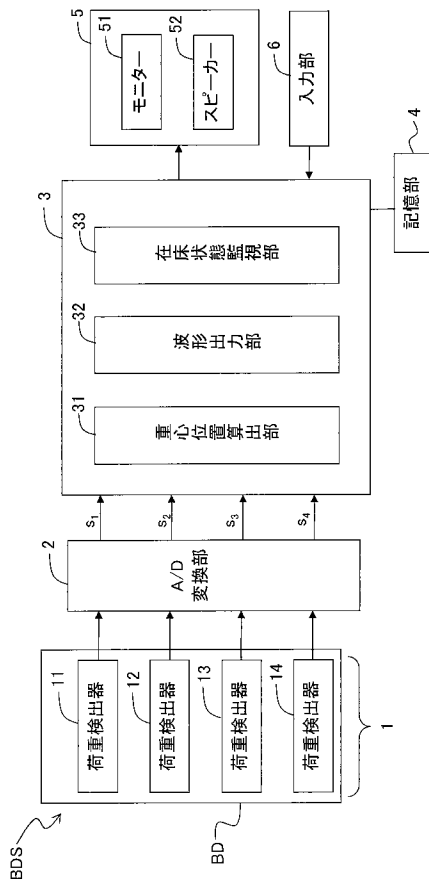 BDS
BD
1
11
荷重検出器
12
荷重検出器
13
荷重検出器
14
荷重検出器
2
A/D
変換部
s1
s2
s3
s4
3
31
重心位置算出部
32
波形出力部
33
在床状態監視部
4
記憶部
5
51
モニター
52
スピーカー
6
入力部